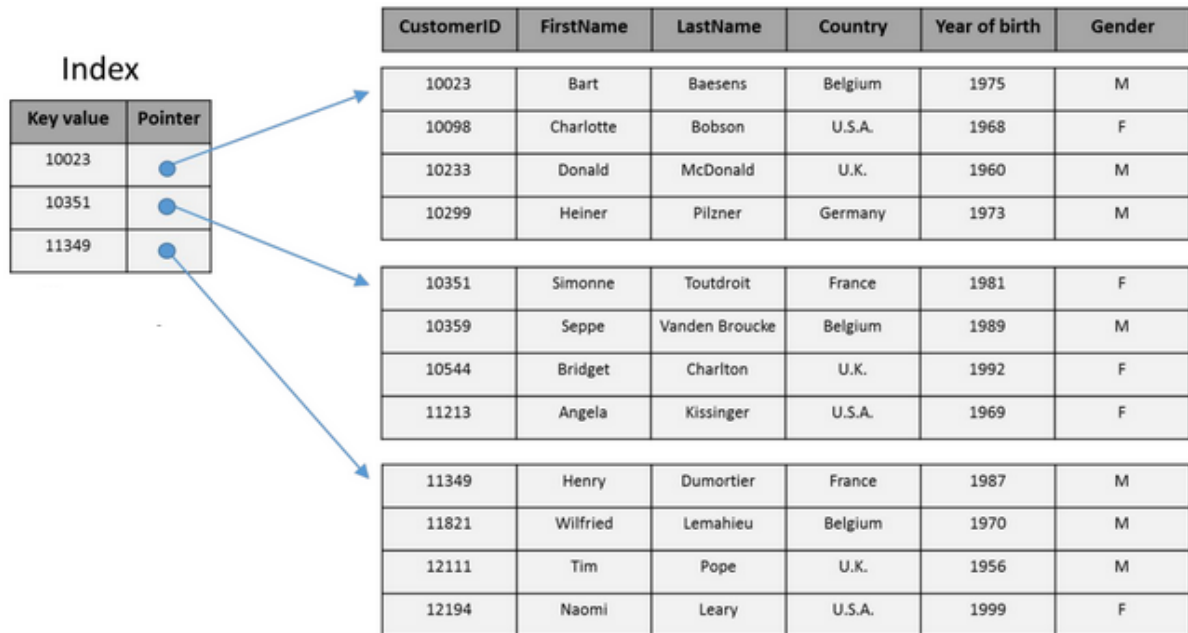 Index
Key value Pointer
10023
10351
11349
CustomerID FirstName LastName Country Year of birth Gender
10023 Bart Baesens Belgium 1975 M
10098 Charlotte Bobson U.S.A. 1968 F
10233 Donald McDonald U.K. 1960 M
10299 Heiner Pilzner Germany 1973 M
10351 Simonne Toutdroit France 1981 F
10359 Seppe Vanden Broucke Belgium 1989 M
10544 Bridget Charlton U.K. 1992 F
11213 Angela Kissinger U.S.A. 1969 F
11349 Henry Dumortier France 1987 M
11821 Wilfried Lemahieu Belgium 1970 M
12111 Tim Pope U.K. 1956 M
12194 Naomi Leary U.S.A. 1999 F